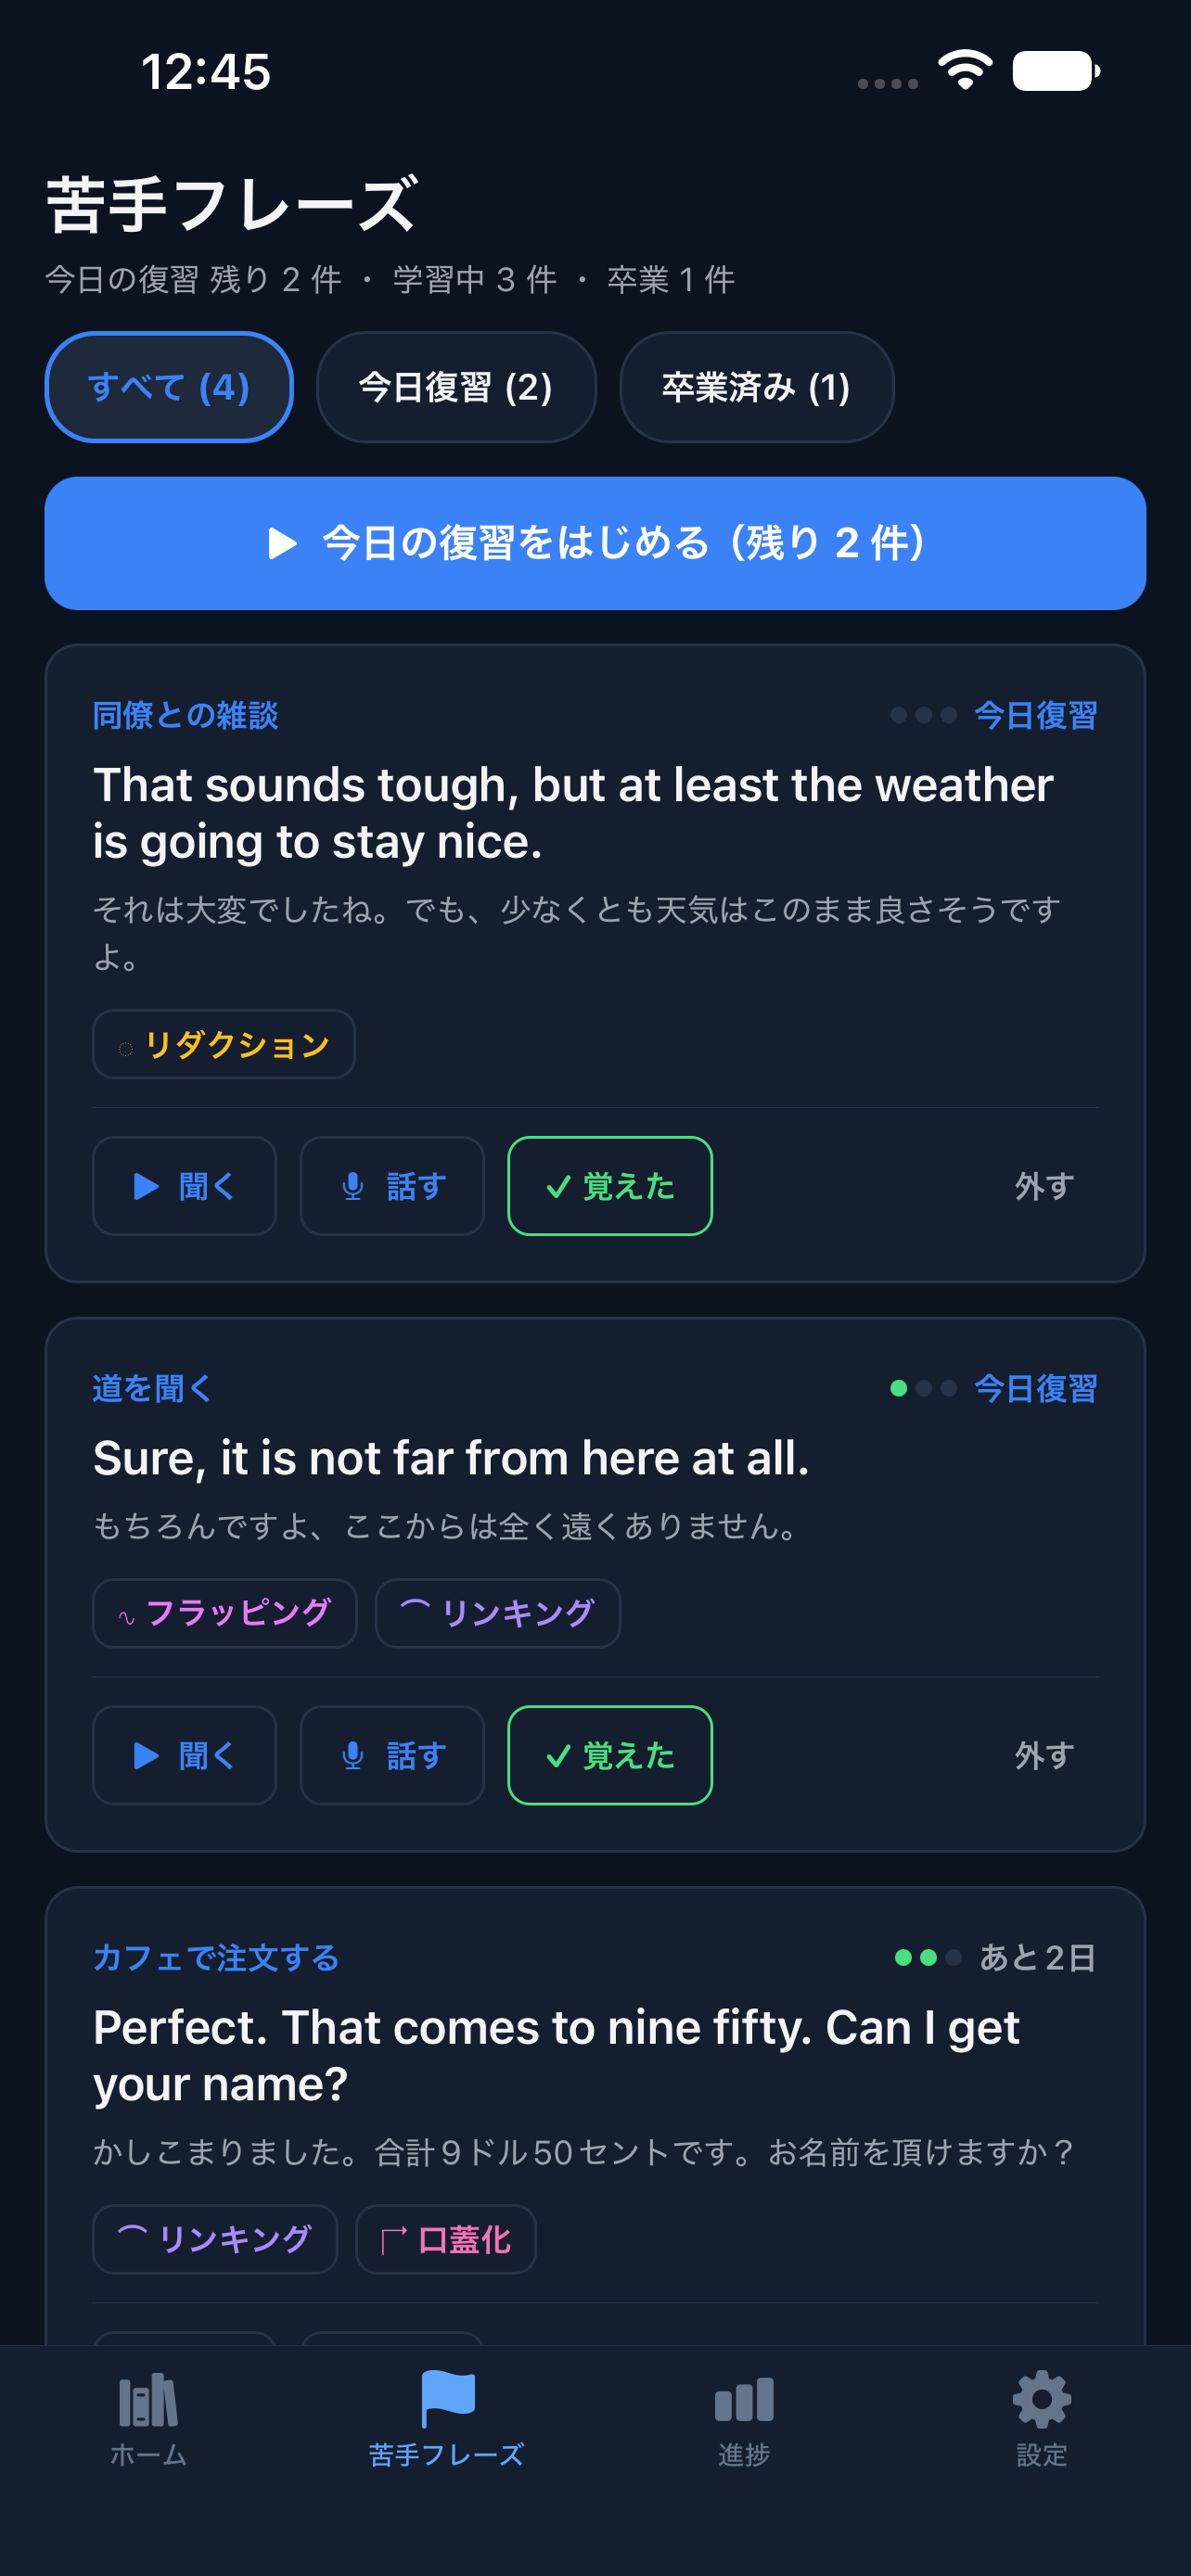 12:45
苦手フレーズ
今日の復習 残り 2 件 ・ 学習中 3 件 ・ 卒業 1 件
すべて (4) 今日復習 (2) 卒業済み (1)
今日の復習をはじめる（残り 2 件）
同僚との雑談 今日復習
That sounds tough, but at least the weather
is going to stay nice.
それは大変でしたね。でも、少なくとも天気はこのまま良さそうです
よ。
リダクション
聞く 話す 覚えた 外す
道を聞く 今日復習
Sure, it is not far from here at all.
もちろんですよ、ここからは全く遠くありません。
フラッピング リンキング
聞く 話す 覚えた 外す
カフェで注文する あと2日
Perfect. That comes to nine fifty. Can I get
your name?
かしこまりました。合計9ドル50セントです。お名前を頂けますか？
リンキング 口蓋化
ホーム 苦手フレーズ 進捗 設定